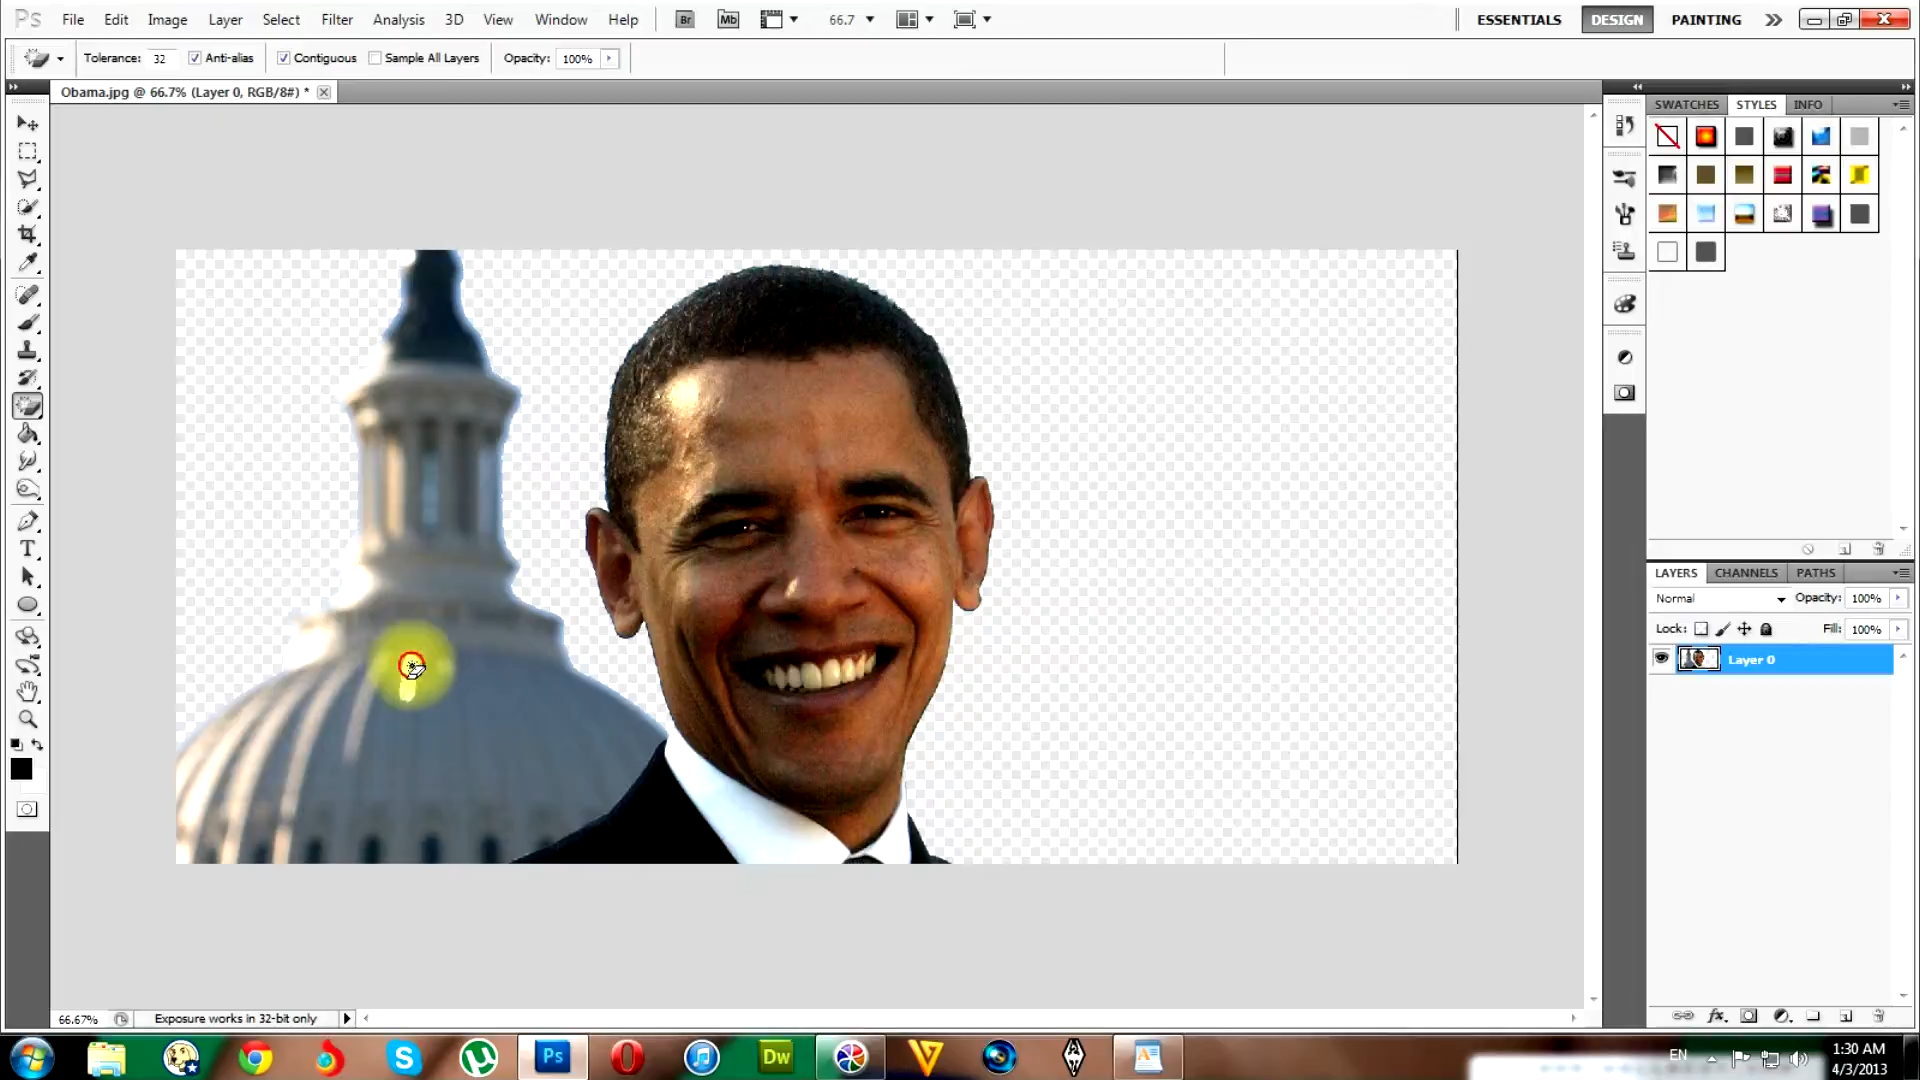 Ps File Edit Image Layer Select Filter Analysis 3D View Window Help Br Mb 66.7 ESSENTIALS DESIGN PAINTING
Tolerance: 32 Anti-alias Contiguous Sample All Layers Opacity: 100%
Obama.jpg @ 66.7% (Layer 0, RGB/8#) *
SWATCHES STYLES INFO
T
LAYERS CHANNELS PATHS
Normal Opacity: 100%
Lock: Fill: 100%
Layer 0
fx
66.67% Exposure works in 32-bit only
Ps Dw EN 1:30 AM
4/3/2013